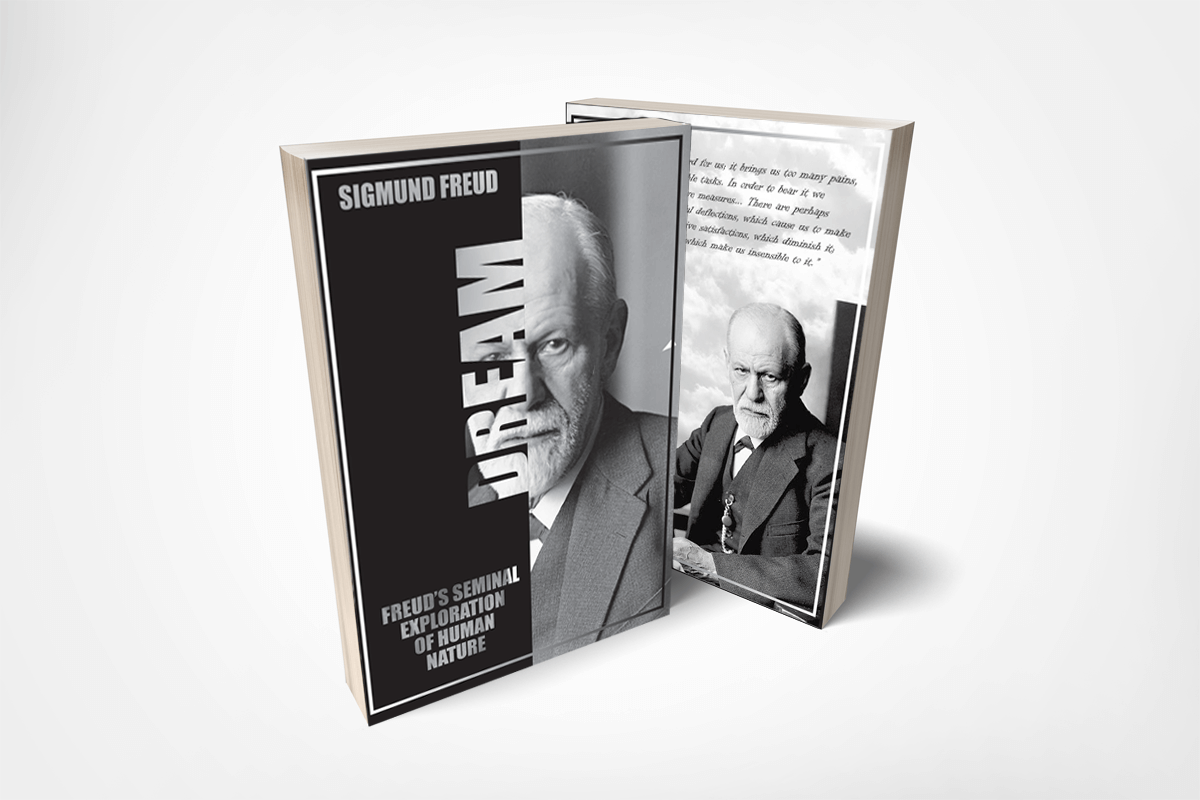 SIGMUND FREUD
DREAM
FREUD'S SEMINAL
EXPLORATION
OF HUMAN
NATURE
for us; it brings us too many pains,
tasks. In order to bear it we
measures... There are perhaps
deflections, which cause us to make
satisfactions, which diminish it,
which make us insensible to it."